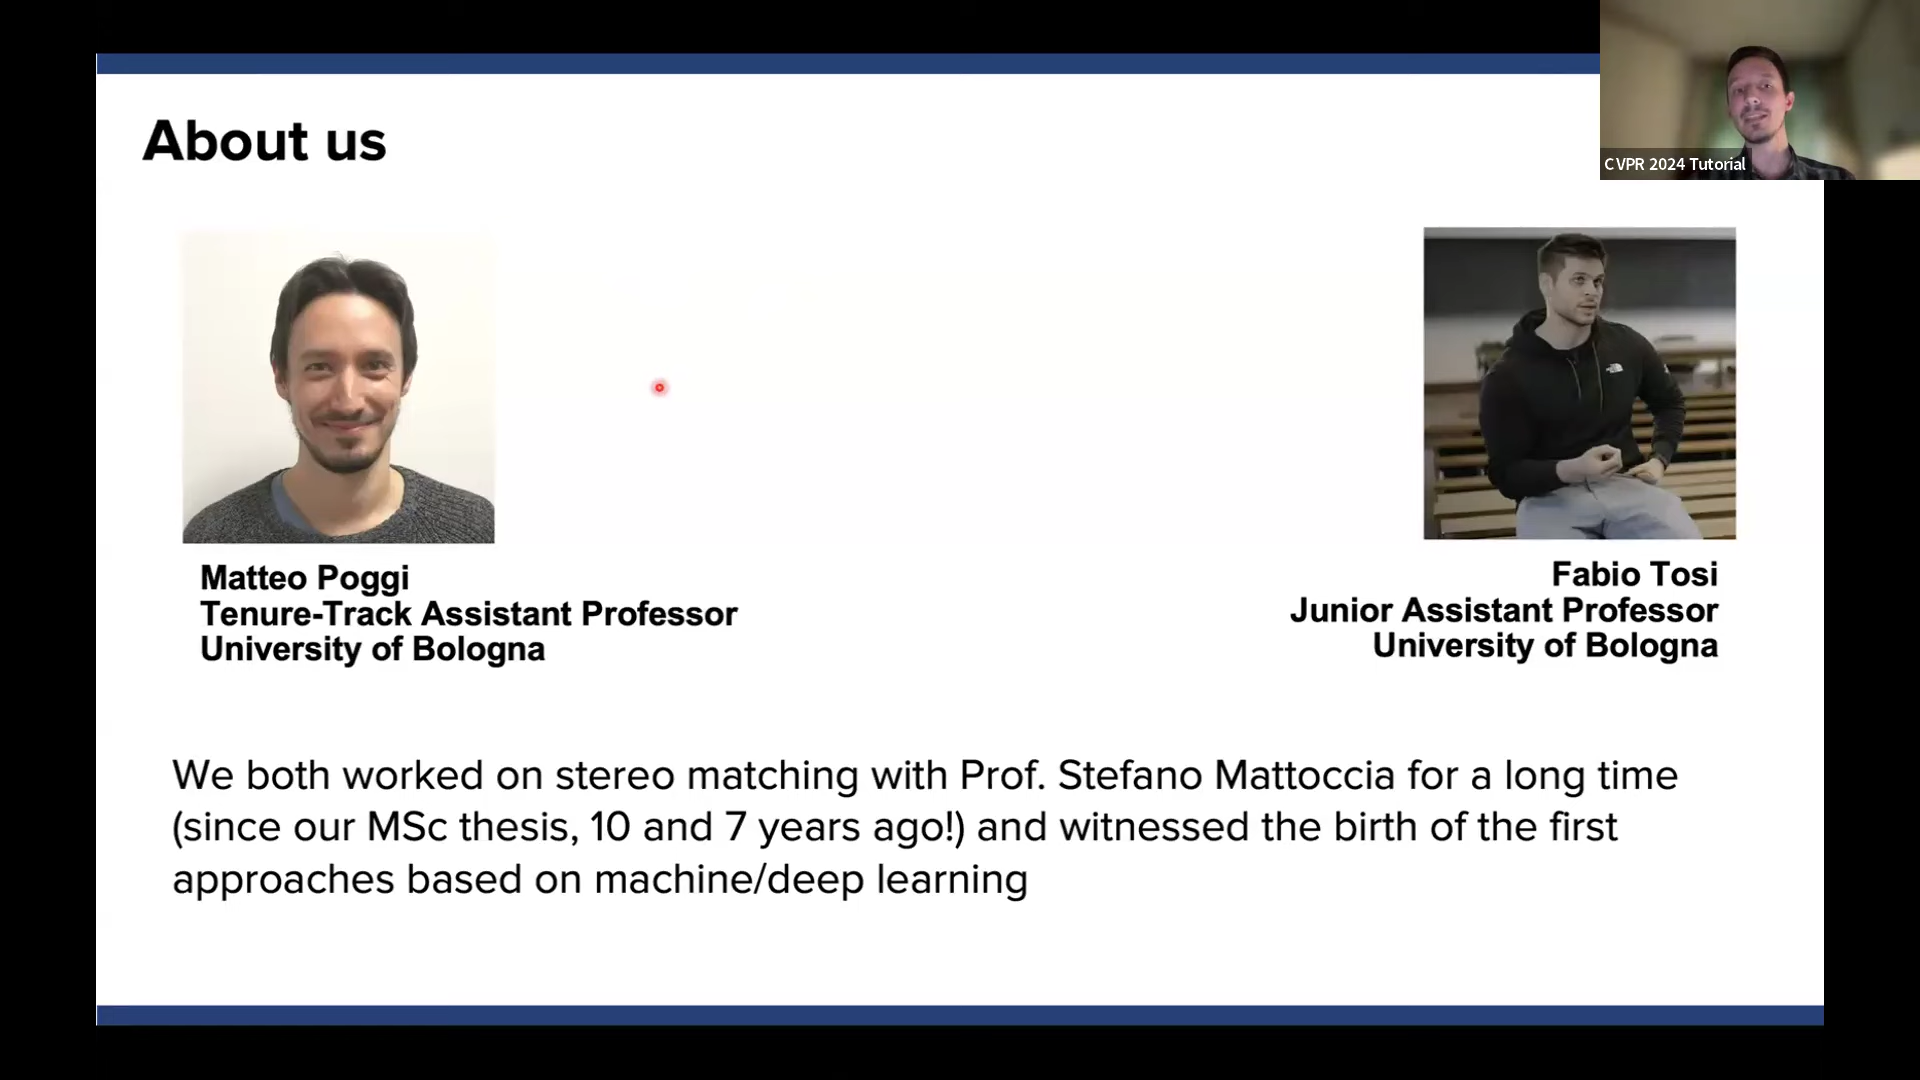 CVPR 2024 Tutorial
About us
Matteo Poggi
Tenure-Track Assistant Professor
University of Bologna
Fabio Tosi
Junior Assistant Professor
University of Bologna
We both worked on stereo matching with Prof. Stefano Mattoccia for a long time
(since our MSc thesis, 10 and 7 years ago!) and witnessed the birth of the first
approaches based on machine/deep learning